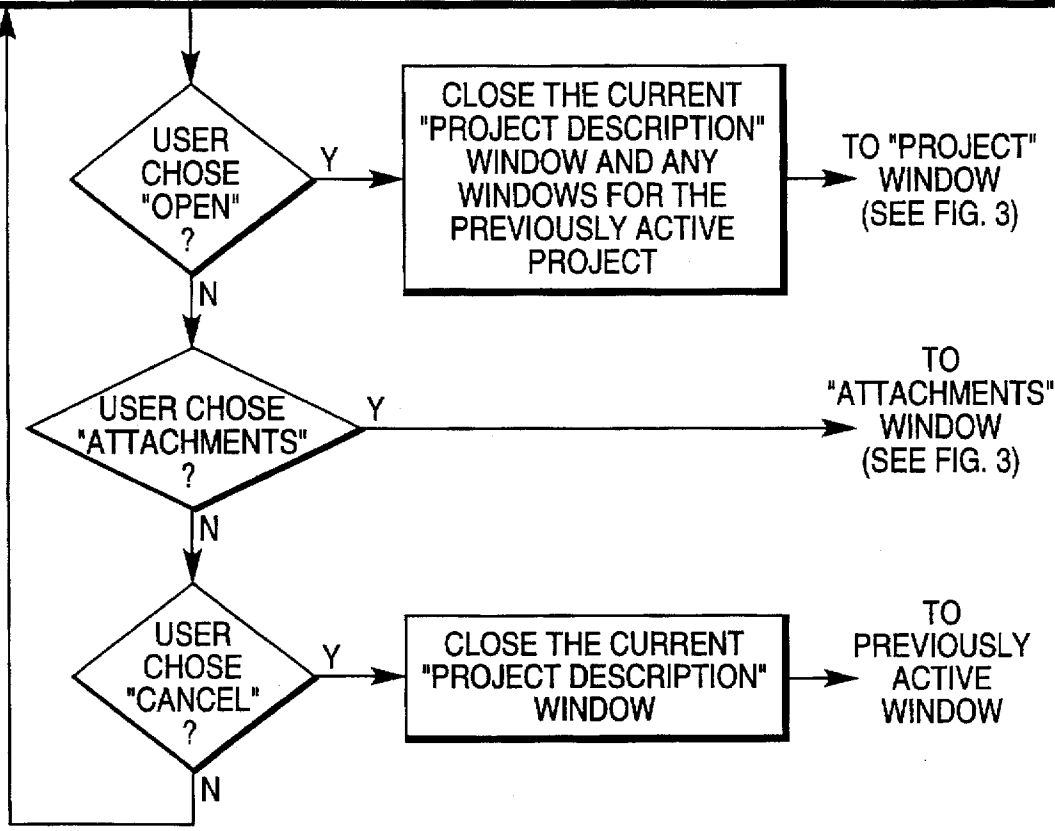 USER
CHOSE
"OPEN"
?
Y
CLOSE THE CURRENT
"PROJECT DESCRIPTION"
WINDOW AND ANY
WINDOWS FOR THE
PREVIOUSLY ACTIVE
PROJECT
TO "PROJECT"
WINDOW
(SEE FIG. 3)
N
USER CHOSE
"ATTACHMENTS"
?
Y
TO
"ATTACHMENTS"
WINDOW
(SEE FIG. 3)
N
USER
CHOSE
"CANCEL"
?
Y
CLOSE THE CURRENT
"PROJECT DESCRIPTION"
WINDOW
TO
PREVIOUSLY
ACTIVE
WINDOW
N